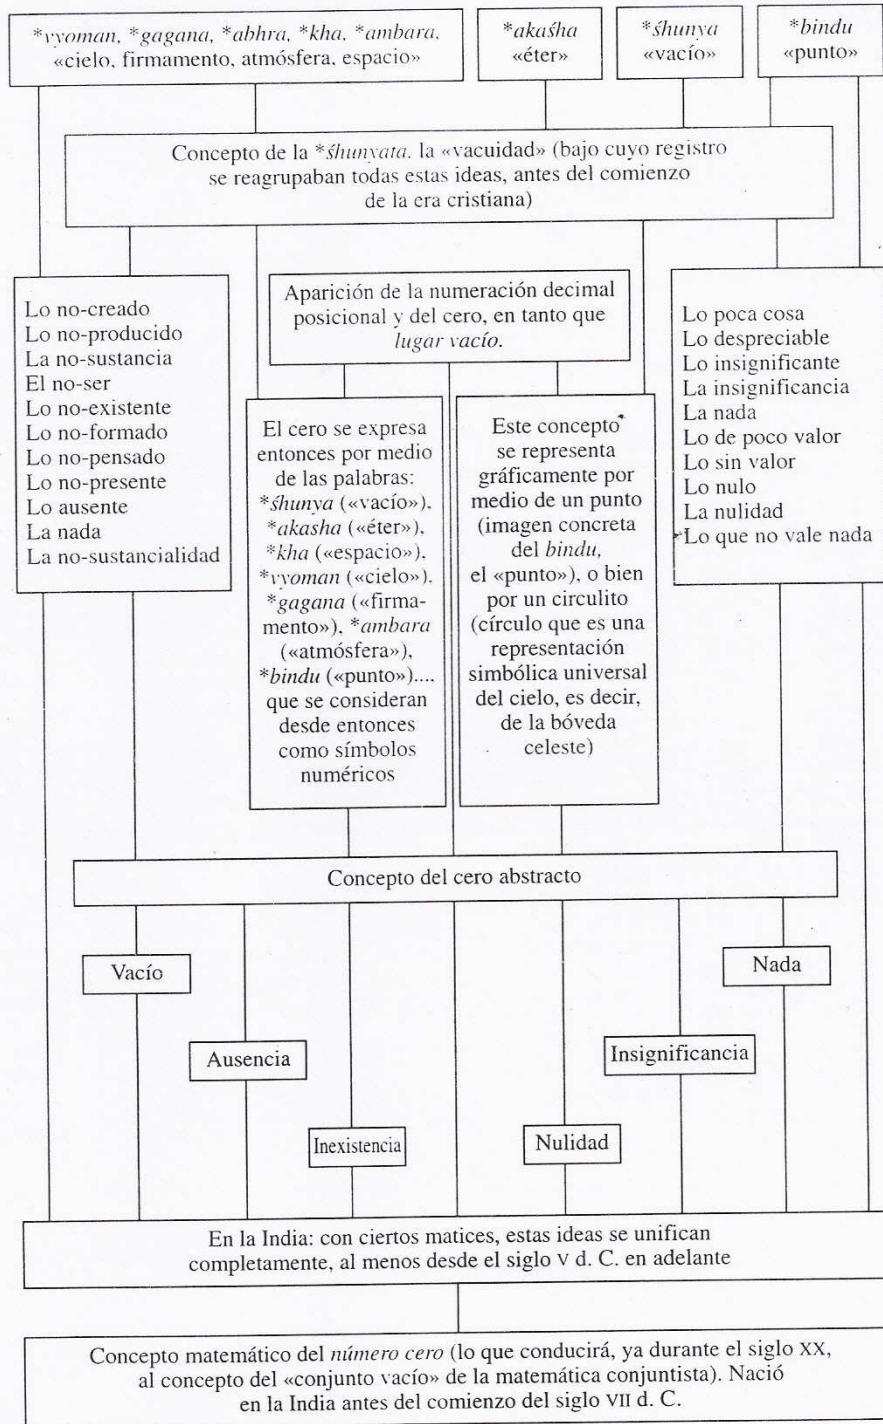 *vyoman, *gagana, *abhra, *kha, *ambara,
«cielo, firmamento, atmósfera, espacio»
*akaśha
«éter»
*śhunya
«vacío»
*bindu
«punto»
Concepto de la *śhunyata, la «vacuidad» (bajo cuyo registro
se reagrupaban todas estas ideas, antes del comienzo
de la era cristiana)
Lo no-creado
Lo no-producido
La no-sustancia
El no-ser
Lo no-existente
Lo no-formado
Lo no-pensado
Lo no-presente
Lo ausente
La nada
La no-sustancialidad
Aparición de la numeración decimal
posicional y del cero, en tanto que
lugar vacío.
El cero se expresa
entonces por medio
de las palabras:
*śhunya («vacío»),
*akasha («éter»),
*kha («espacio»),
*vyoman («cielo»),
*gagana («firma-
mento»), *ambara
(«atmósfera»),
*bindu («punto»)....
que se consideran
desde entonces
como símbolos
numéricos
Este concepto
se representa
gráficamente por
medio de un punto
(imagen concreta
del bindu,
el «punto»), o bien
por un circulito
(círculo que es una
representación
simbólica universal
del cielo, es decir,
de la bóveda
celeste)
Lo poca cosa
Lo despreciable
Lo insignificante
La insignificancia
La nada
Lo de poco valor
Lo sin valor
Lo nulo
La nulidad
Lo que no vale nada
Concepto del cero abstracto
Vacío
Nada
Ausencia
Insignificancia
Inexistencia
Nulidad
En la India: con ciertos matices, estas ideas se unifican
completamente, al menos desde el siglo V d. C. en adelante
Concepto matemático del número cero (lo que conducirá, ya durante el siglo XX,
al concepto del «conjunto vacío» de la matemática conjuntista). Nació
en la India antes del comienzo del siglo VII d. C.